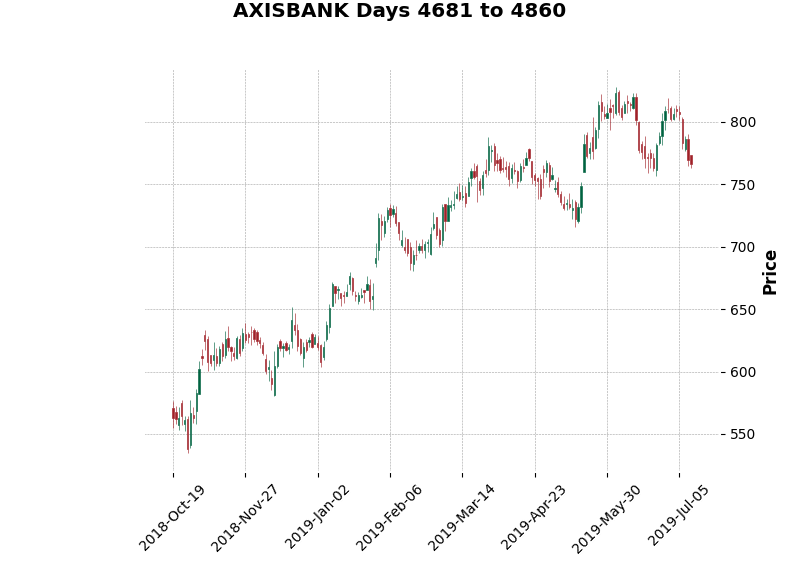 AXISBANK Days 4681 to 4860
800
750
700
650
600
550
Price
2018-Oct-19
2018-Nov-27
2019-Jan-02
2019-Feb-06
2019-Mar-14
2019-Apr-23
2019-May-30
2019-Jul-05